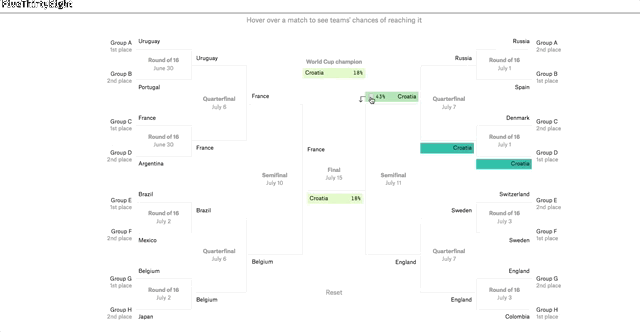 FiveThirtyEight
Hover over a match to see teams' chances of reaching it
Group A
1st place
Uruguay
Round of 16
June 30
Group B
2nd place
Portugal
Uruguay
Quarterfinal
July 6
Group C
1st place
France
Round of 16
June 30
Group D
2nd place
Argentina
France
France
Group E
1st place
Brazil
Round of 16
July 2
Group F
2nd place
Mexico
Brazil
Quarterfinal
July 6
Group G
1st place
Belgium
Round of 16
July 2
Group H
2nd place
Japan
Belgium
Belgium
Semifinal
July 10
World Cup champion
Croatia 18%
France
Final
July 15
Croatia 18%
Reset
43% Croatia
Semifinal
July 11
England
Russia
Quarterfinal
July 7
Croatia
Sweden
Quarterfinal
July 7
England
Russia
Group A
2nd place
Round of 16
July 1
Group B
1st place
Spain
Denmark
Group C
2nd place
Round of 16
July 1
Group D
1st place
Croatia
Switzerland
Group E
2nd place
Round of 16
July 3
Group F
1st place
Sweden
England
Group G
2nd place
Round of 16
July 3
Group H
1st place
Colombia